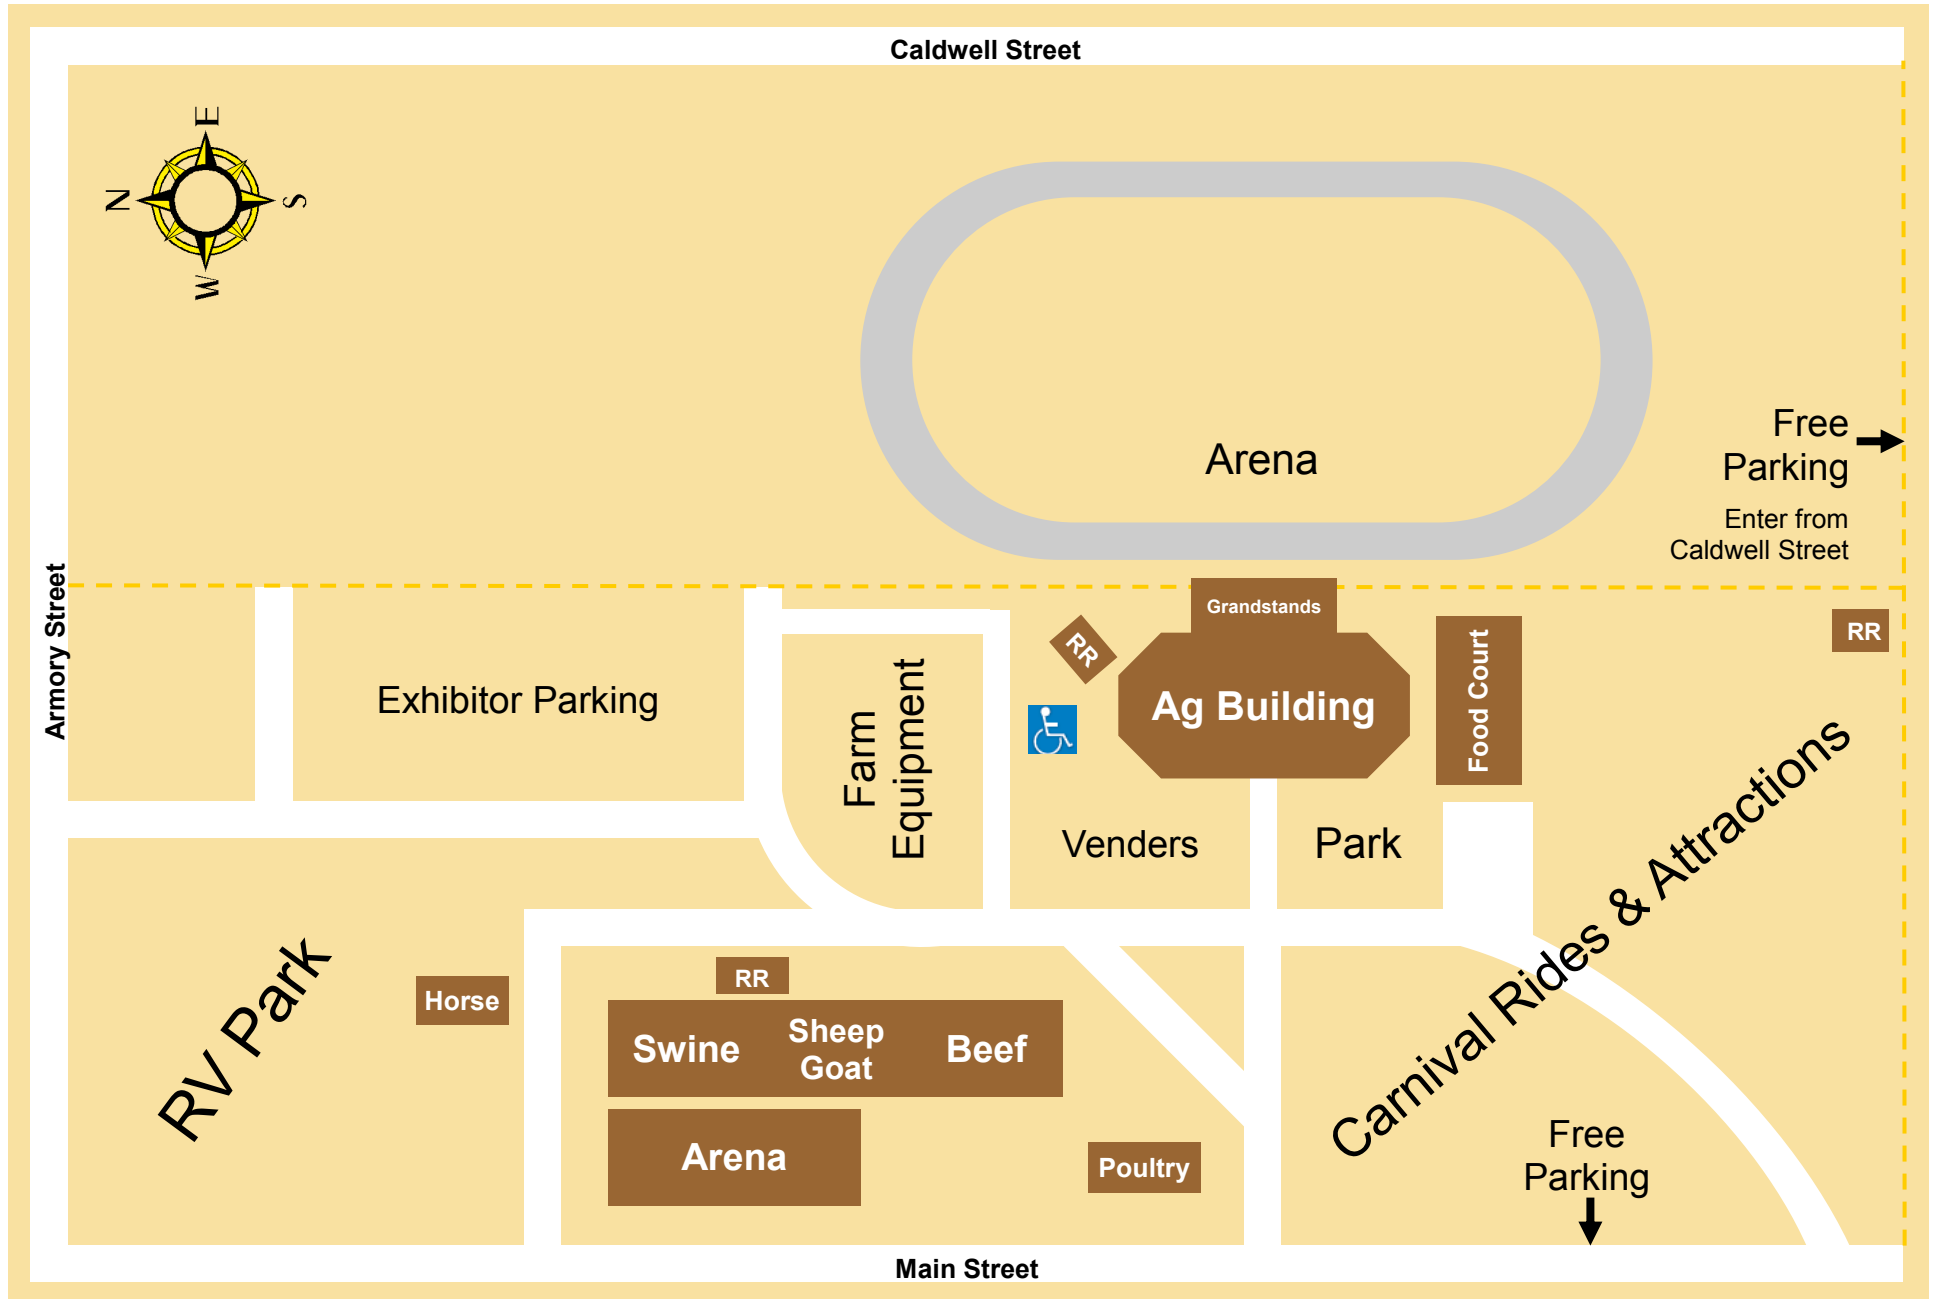 Caldwell Street
E
N
S
W
Arena
Free
Parking
Enter from
Caldwell Street
Armory Street
Grandstands
RR
RR
Exhibitor Parking
Farm
Equipment
Ag Building
Food Court
Venders
Park
Carnival Rides & Attractions
RV Park
Horse
RR
Swine
Sheep
Goat
Beef
Arena
Poultry
Free
Parking
Main Street